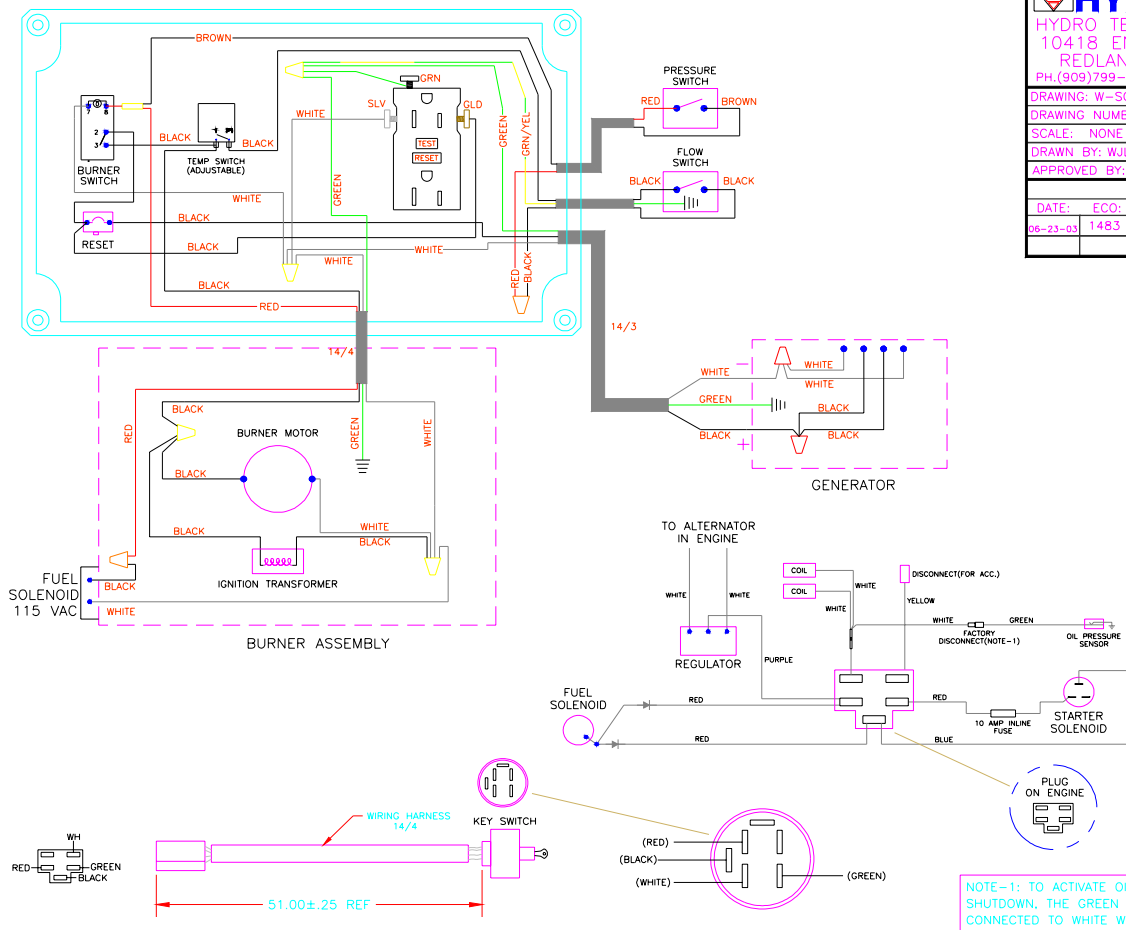 BROWN
GRN
SLV
GLD
WHITE
7
8
2
3
BLACK
BLACK
TEST
RESET
GREEN
GRN/YEL
BURNER
SWITCH
TEMP SWITCH
(ADJUSTABLE)
GREEN
WHITE
BLACK
RESET
BLACK
WHITE
WHITE
BLACK
RED
RED
BLACK
PRESSURE
SWITCH
RED
BROWN
FLOW
SWITCH
BLACK
BLACK
HYDRO
10418
PH.(909)799-
DRAWING:
DRAWING
SCALE: NONE
DRAWN BY:
APPROVED BY:
DATE: ECO:
06-23-03 1483
14/4
14/3
WHITE
WHITE
WHITE
GREEN
BLACK
BLACK
BLACK
−
+
GENERATOR
BLACK
RED
BURNER MOTOR
GREEN
WHITE
BLACK
BLACK
WHITE
BLACK
IGNITION TRANSFORMER
FUEL
SOLENOID
115 VAC
BLACK
WHITE
BURNER ASSEMBLY
TO ALTERNATOR
IN ENGINE
WHITE
WHITE
REGULATOR
PURPLE
COIL
COIL
WHITE
WHITE
DISCONNECT(FOR ACC.)
YELLOW
WHITE
GREEN
FACTORY
DISCONNECT(NOTE-1)
OIL PRESSURE
SENSOR
FUEL
SOLENOID
RED
RED
RED
10 AMP INLINE
FUSE
STARTER
SOLENOID
BLUE
PLUG
ON ENGINE
WIRING HARNESS
14/4
KEY SWITCH
WH
RED
GREEN
BLACK
51.00±.25 REF
(RED)
(BLACK)
(WHITE)
(GREEN)
NOTE-1: TO ACTIVATE
SHUTDOWN, THE GREEN
CONNECTED TO WHITE